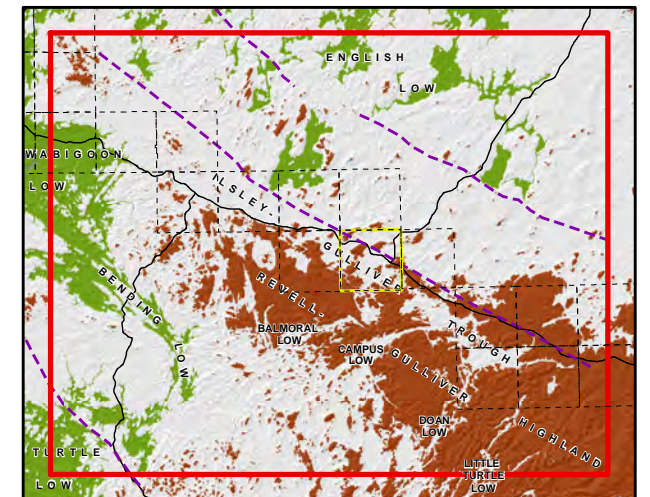 ENGLISH
LOW
WABIGOON
LOW
ILSLEY-
GULLIVER
TROUGH
BENDING
LOW
REVELL-
GULLIVER
HIGHLAND
BALMORAL
LOW
CAMPUS
LOW
DOAN
LOW
TURTLE
LOW
LITTLE
TURTLE
LOW